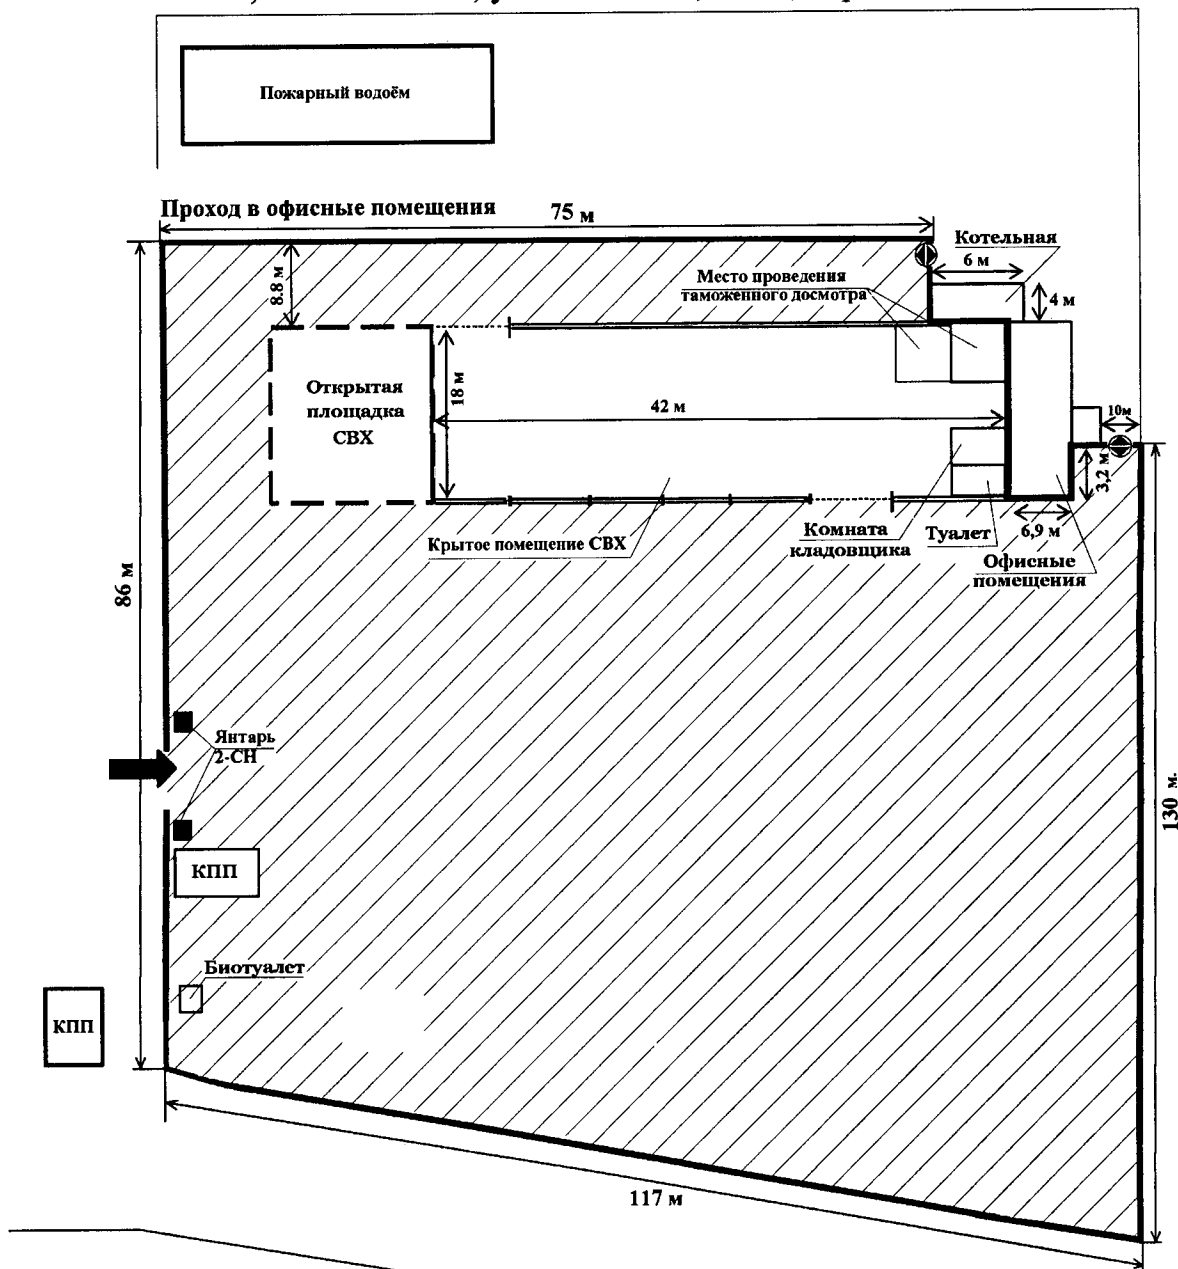 Пожарный водоём
Проход в офисные помещения
75 м
Котельная
6 м
Место проведения
таможенного досмотра
4 м
8.8 м
Открытая
площадка
СВХ
18 м
42 м
10м
3,2 м
Крытое помещение СВХ
Комната
кладовщика
Туалет
6,9 м
Офисные
помещения
86 м
Янтарь
2-СН
130 м.
КПП
Биотуалет
КПП
117 м